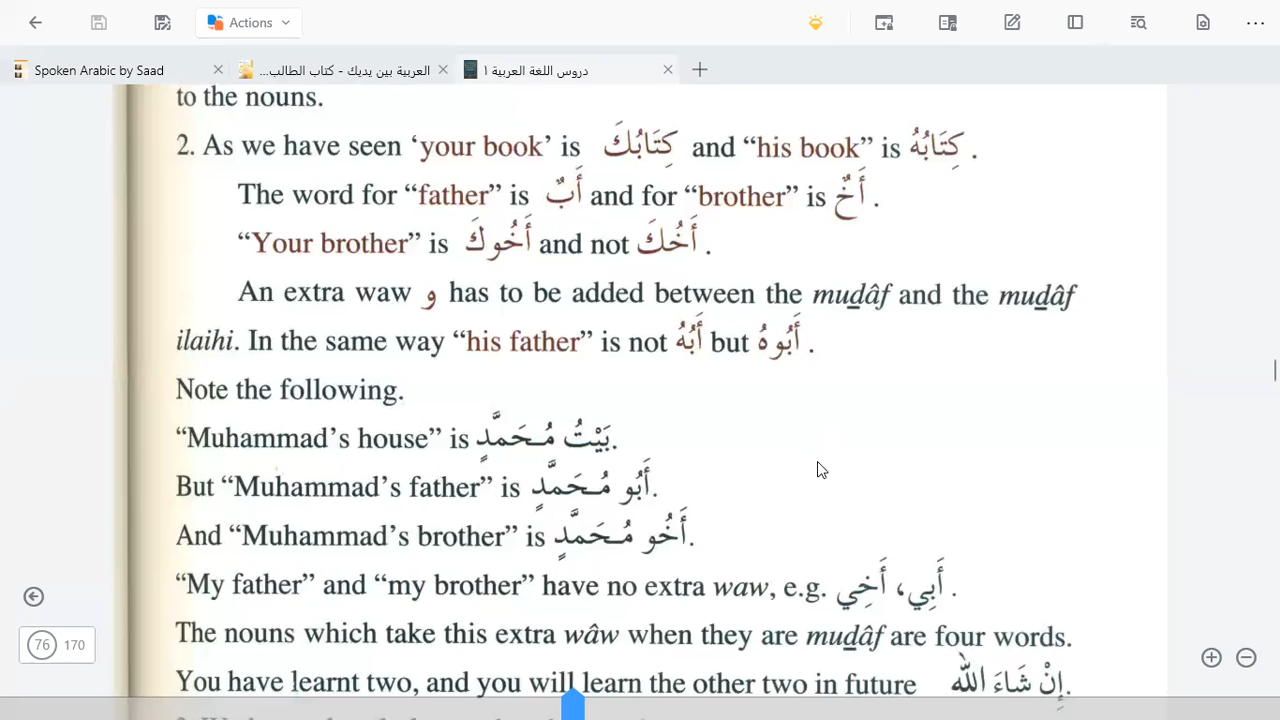 Actions
Spoken Arabic by Saad
العربية بين يديك - كتاب الطالب...
دروس اللغة العربية ١
to the nouns.
2. As we have seen ‘your book’ is كِتَابُكَ and “his book” is كِتَابُهُ .
The word for “father” is أَبٌ and for “brother” is أَخٌ .
“Your brother” is أَخُوكَ and not أَخُكَ .
An extra waw و has to be added between the mudâf and the mudâf
ilaihi. In the same way “his father” is not أَبُهُ but أَبُوهُ .
Note the following.
“Muhammad’s house” is بَيْتُ مُحَمَّدٍ.
But “Muhammad’s father” is أَبُو مُحَمَّدٍ.
And “Muhammad’s brother” is أَخُو مُحَمَّدٍ.
“My father” and “my brother” have no extra waw, e.g. أَبِي، أَخِي .
The nouns which take this extra wâw when they are mudâf are four words.
You have learnt two, and you will learn the other two in future إِنْ شَاءَ اللهُ.
76 170